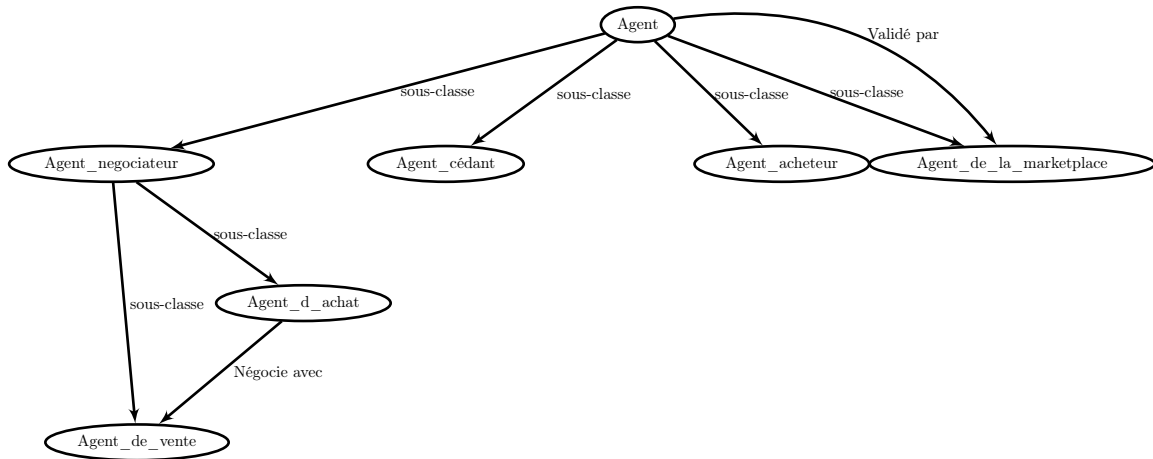 Agent
Validé par
sous-classe
sous-classe
sous-classe
sous-classe
Agent_negociateur
Agent_cédant
Agent_acheteur
Agent_de_la_marketplace
sous-classe
sous-classe
Agent_d_achat
Négocie avec
Agent_de_vente